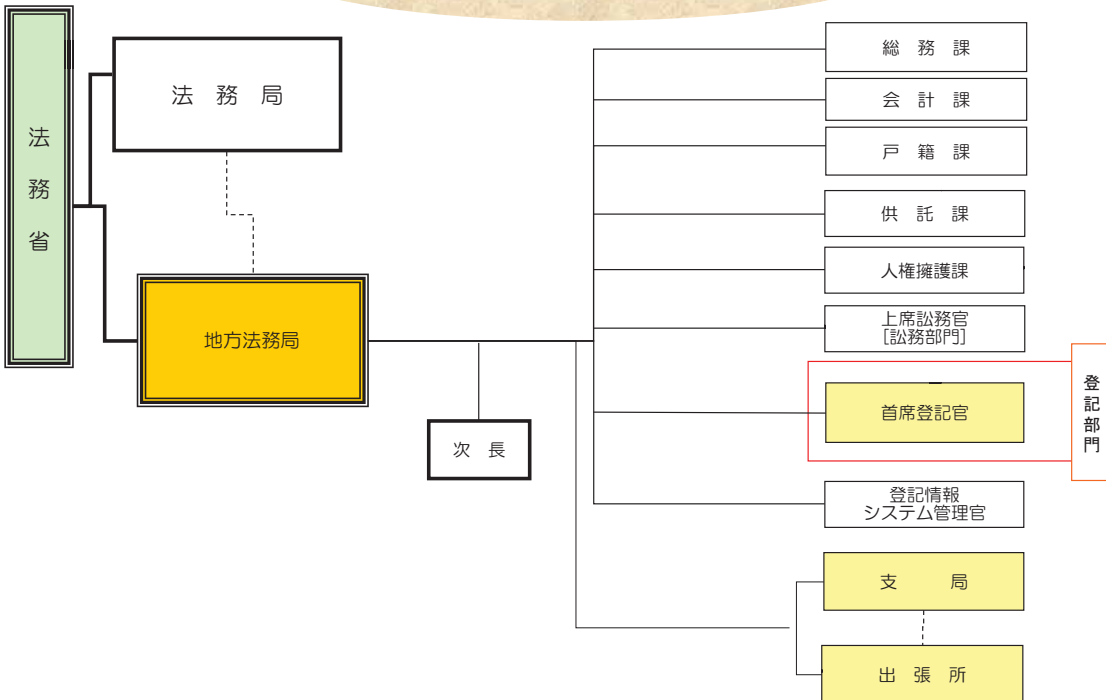 法務省
法務局
地方法務局
次長
総務課
会計課
戸籍課
供託課
人権擁護課
上席訟務官
[訟務部門]
首席登記官
登記部門
登記情報
システム管理官
支局
出張所